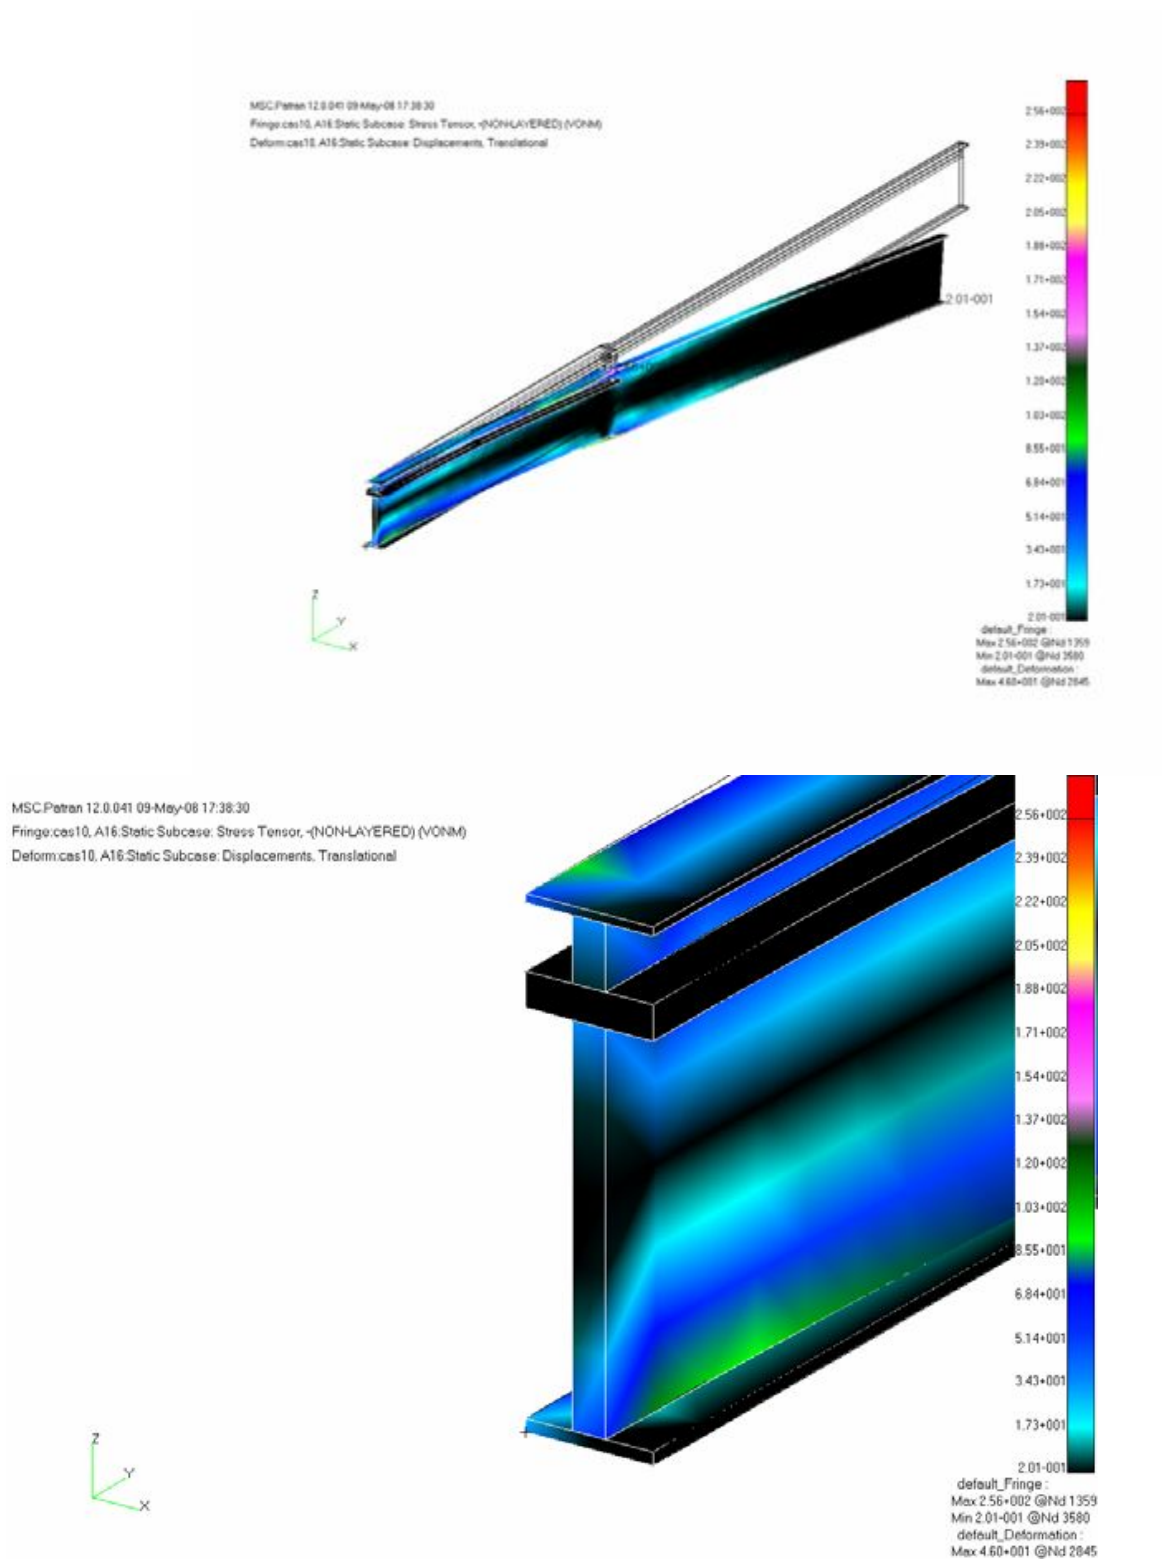 MSC.Patran 12.0.041 09-May-08 17:38:30
Fringe:cas10, A16:Static Subcase: Stress Tensor, -(NON-LAYERED) (VONM)
Deform:cas10, A16:Static Subcase: Displacements, Translational
2.56+002
2.39+002
2.22+002
2.05+002
1.88+002
1.71+002
1.54+002
1.37+002
1.20+002
1.03+002
8.55+001
6.84+001
5.14+001
3.43+001
1.73+001
2.01-001
2.01-001
Z
Y
X
default_Fringe :
Max 2.56+002 @Nd 1359
Min 2.01-001 @Nd 3580
default_Deformation :
Max 4.60+001 @Nd 2845
MSC.Patran 12.0.041 09-May-08 17:38:30
Fringe:cas10, A16:Static Subcase: Stress Tensor, -(NON-LAYERED) (VONM)
Deform:cas10, A16:Static Subcase: Displacements, Translational
2.56+002
2.39+002
2.22+002
2.05+002
1.88+002
1.71+002
1.54+002
1.37+002
1.20+002
1.03+002
8.55+001
6.84+001
5.14+001
3.43+001
1.73+001
2.01-001
Z
Y
X
default_Fringe :
Max 2.56+002 @Nd 1359
Min 2.01-001 @Nd 3580
default_Deformation :
Max 4.60+001 @Nd 2845